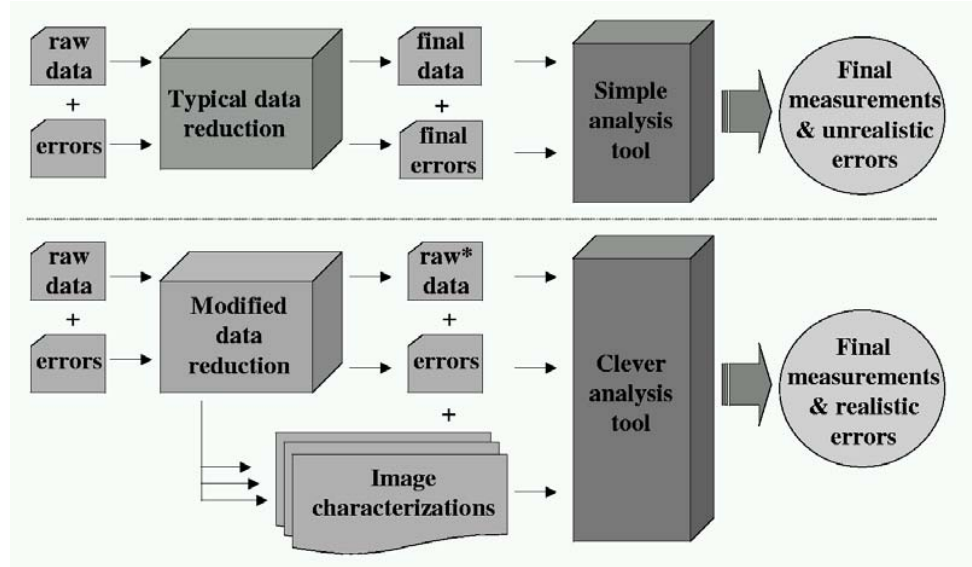 raw
data
+
errors
Typical data
reduction
final
data
+
final
errors
Simple
analysis
tool
Final
measurements
& unrealistic
errors
raw
data
+
errors
Modified
data
reduction
raw*
data
+
errors
+
Image
characterizations
Clever
analysis
tool
Final
measurements
& realistic
errors